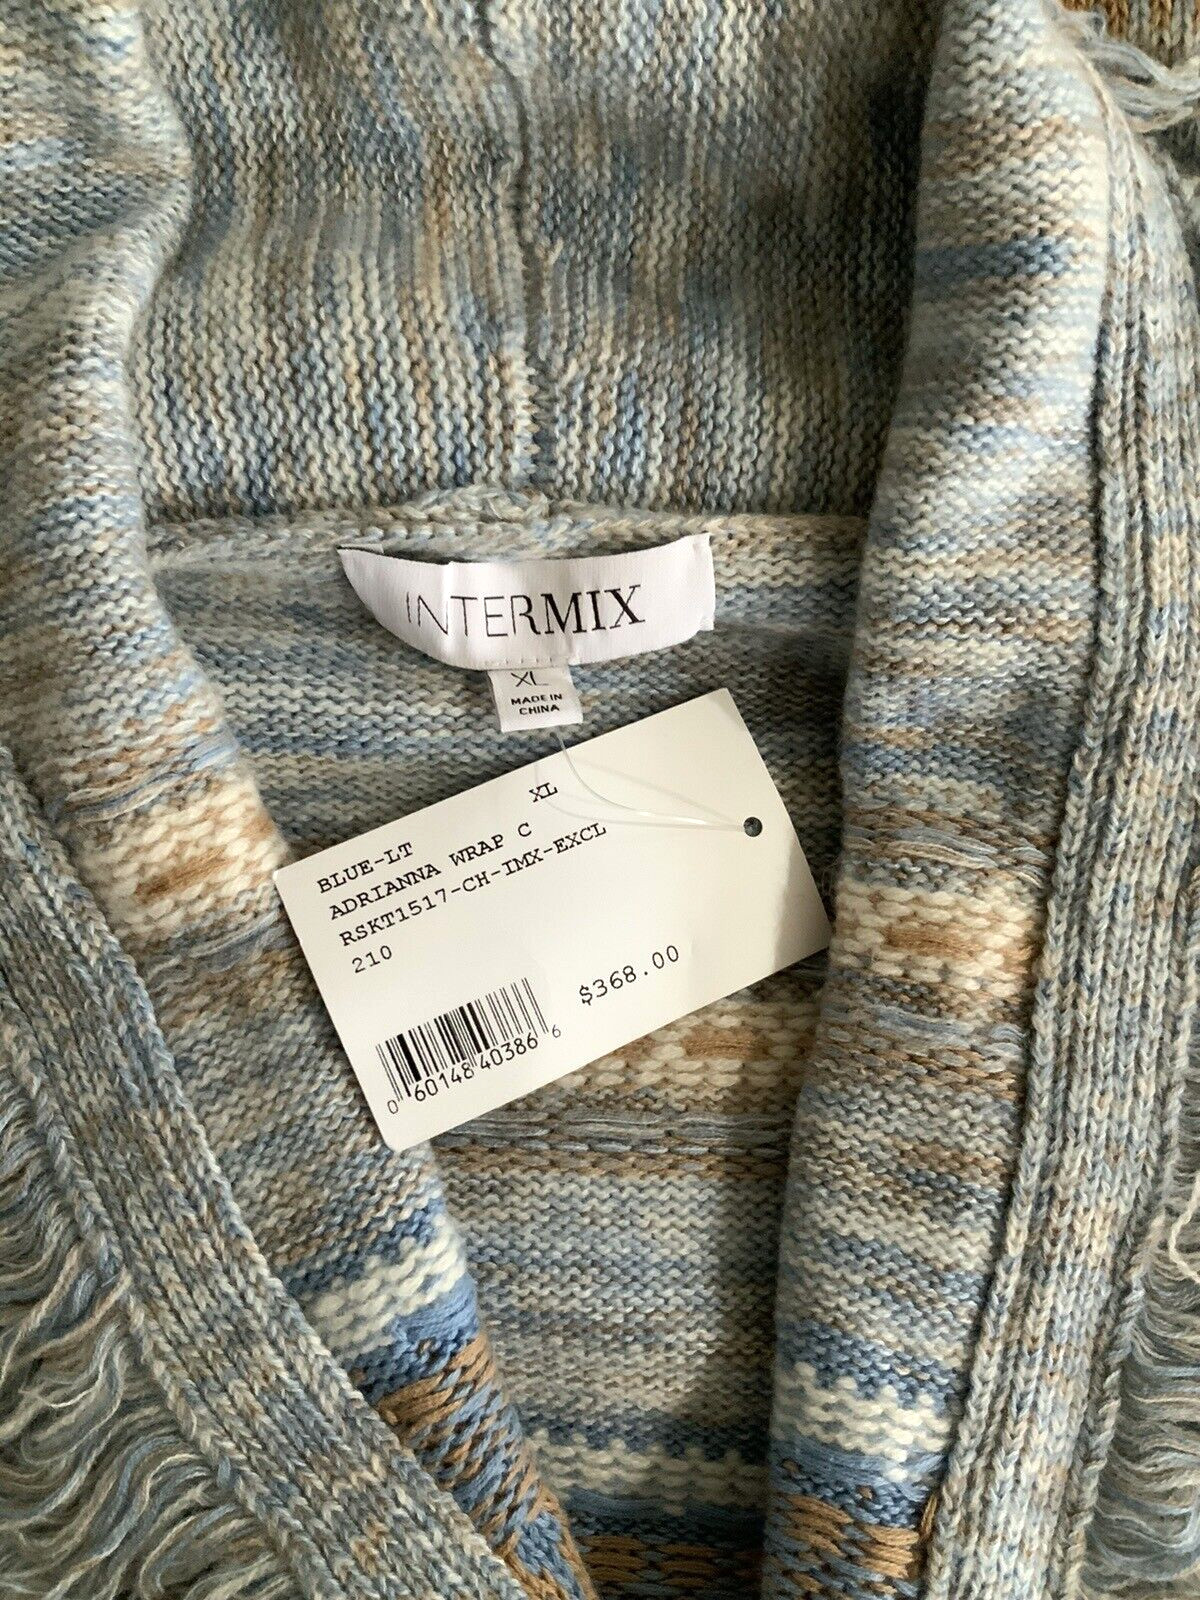 INTERMIX
XL
MADE IN
CHINA
XL
BLUE-LT
ADRIANNA WRAP C
RSKT1517-CH-IMX-EXCL
210
$368.00
0 60148 40386 6